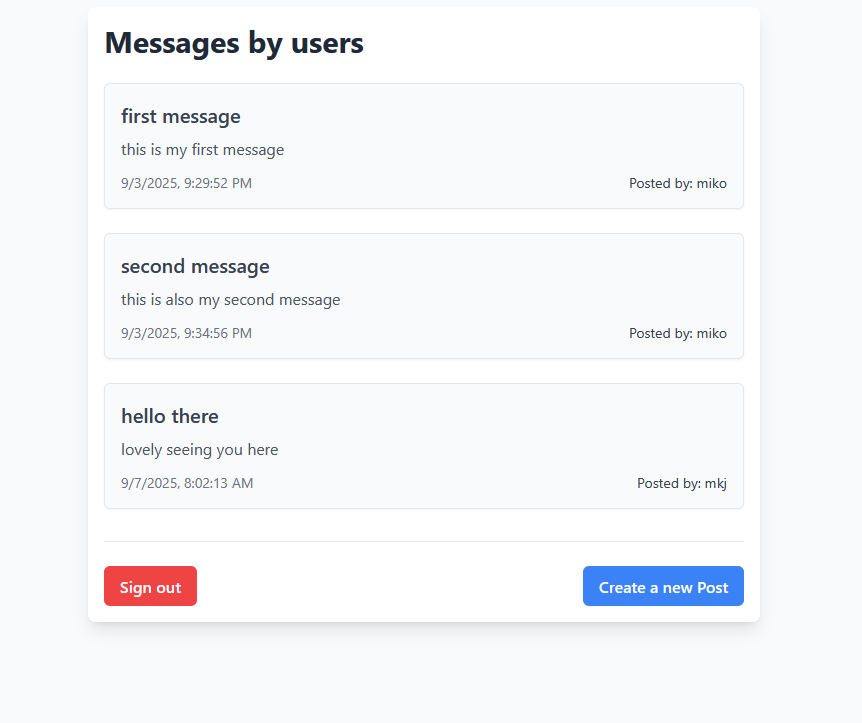 Messages by users
first message
this is my first message
9/3/2025, 9:29:52 PM Posted by: miko
second message
this is also my second message
9/3/2025, 9:34:56 PM Posted by: miko
hello there
lovely seeing you here
9/7/2025, 8:02:13 AM Posted by: mkj
Sign out Create a new Post